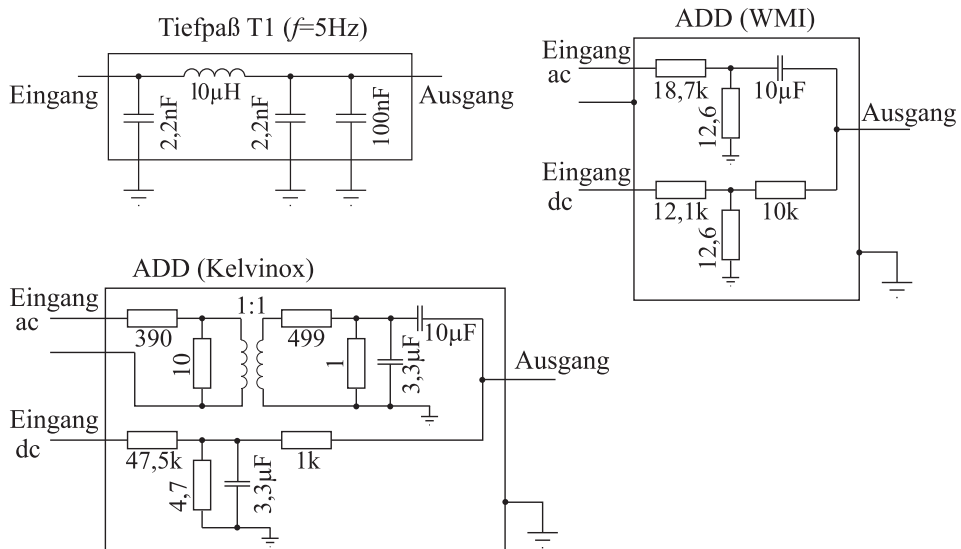 Tiefpaß T1 (f=5Hz)
Eingang
10µH
2,2nF
2,2nF
100nF
Ausgang
ADD (WMI)
Eingang
ac
18,7k
10µF
12,6
Ausgang
Eingang
dc
12,1k
10k
12,6
ADD (Kelvinox)
Eingang
ac
1:1
390
499
10µF
10
1
3,3µF
Ausgang
Eingang
dc
47,5k
1k
4,7
3,3µF